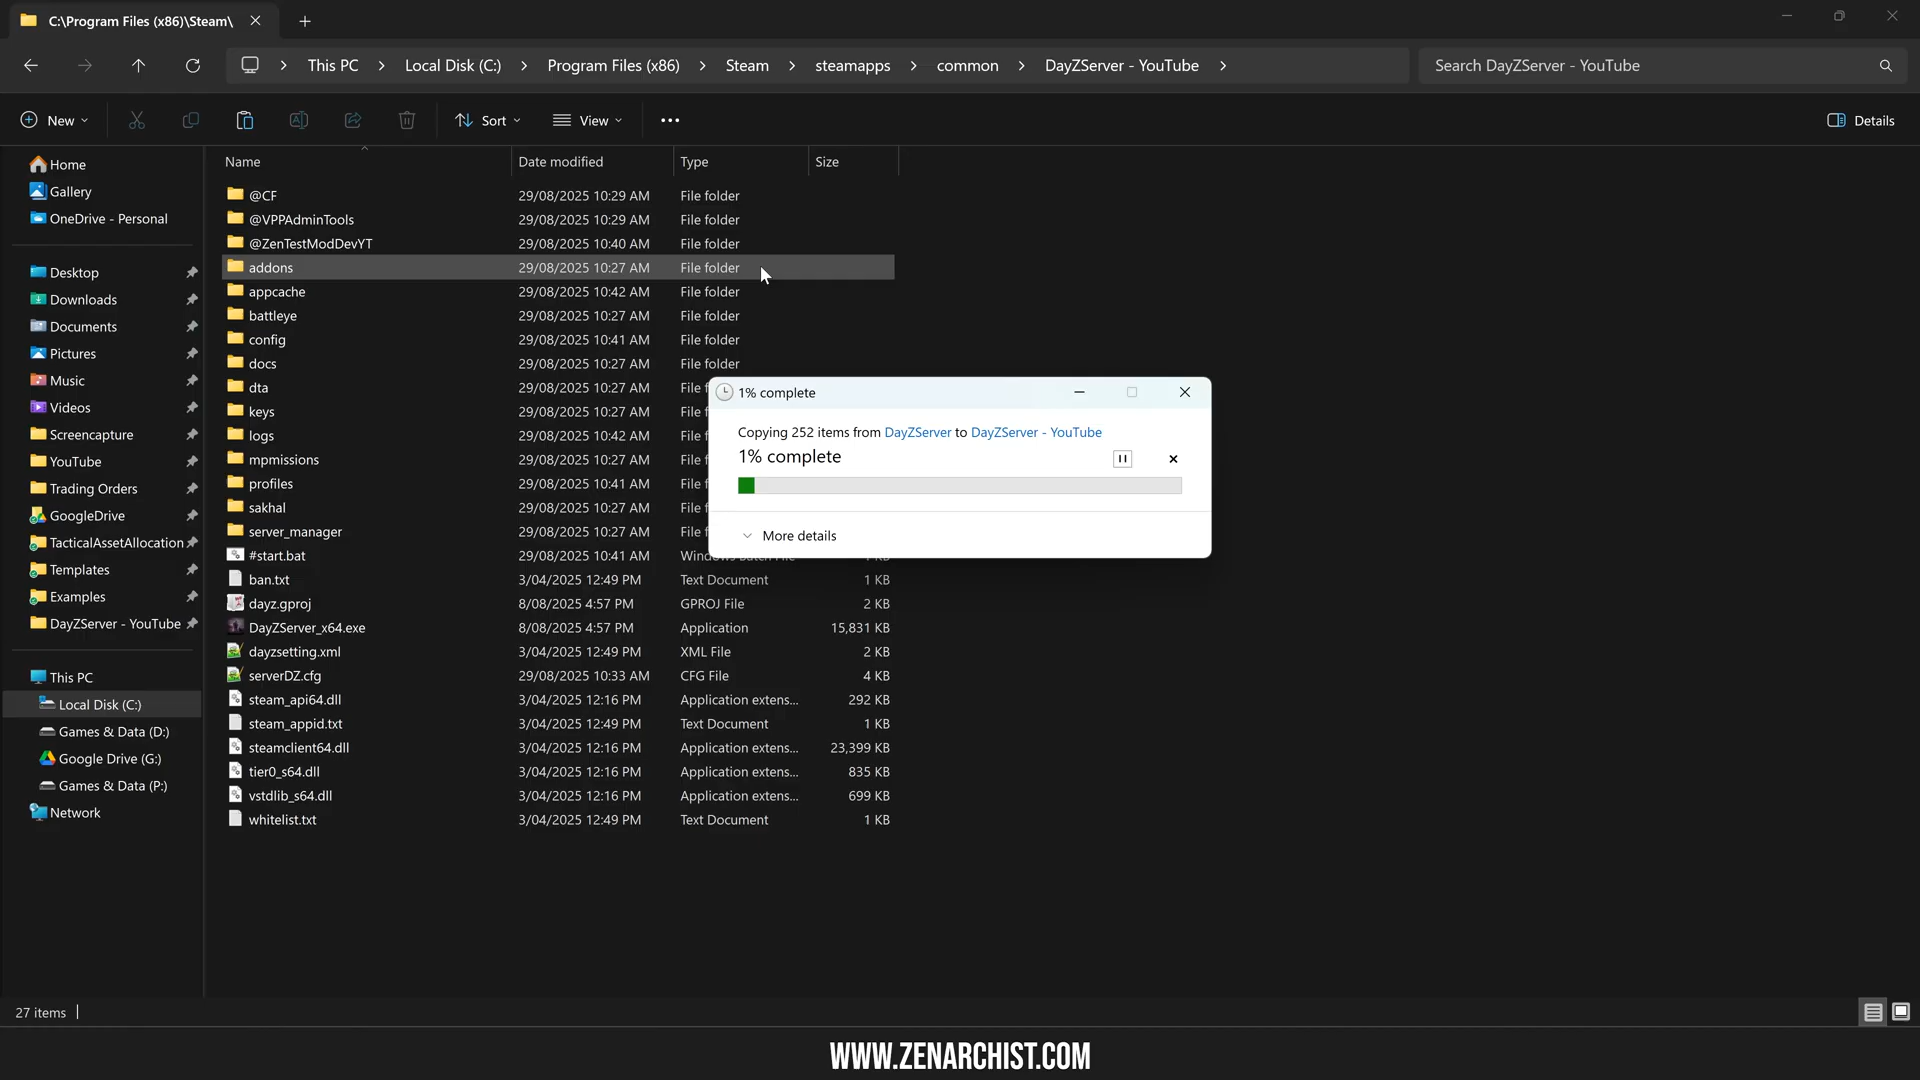 C:\Program Files (x86)\Steam\
This PC
Local Disk (C:)
Program Files (x86)
Steam
steamapps
common
DayZServer - YouTube
Search DayZServer - YouTube
New
Sort
View
Details
Home
Gallery
OneDrive - Personal
Desktop
Downloads
Documents
Pictures
Music
Videos
Screencapture
YouTube
Trading Orders
GoogleDrive
TacticalAssetAllocation
Templates
Examples
DayZServer - YouTube
This PC
Local Disk (C:)
Games & Data (D:)
Google Drive (G:)
Games & Data (P:)
Network
Name Date modified Type Size
@CF 29/08/2025 10:29 AM File folder
@VPPAdminTools 29/08/2025 10:29 AM File folder
@ZenTestModDevYT 29/08/2025 10:40 AM File folder
addons 29/08/2025 10:27 AM File folder
appcache 29/08/2025 10:42 AM File folder
battleye 29/08/2025 10:27 AM File folder
config 29/08/2025 10:41 AM File folder
docs 29/08/2025 10:27 AM File folder
dta 29/08/2025 10:27 AM
keys 29/08/2025 10:27 AM
logs 29/08/2025 10:42 AM
mpmissions 29/08/2025 10:27 AM
profiles 29/08/2025 10:41 AM
sakhal 29/08/2025 10:27 AM
server_manager 29/08/2025 10:27 AM
#start.bat 29/08/2025 10:41 AM
ban.txt 3/04/2025 12:49 PM Text Document 1 KB
dayz.gproj 8/08/2025 4:57 PM GPROJ File 2 KB
DayZServer_x64.exe 8/08/2025 4:57 PM Application 15,831 KB
dayzsetting.xml 3/04/2025 12:49 PM XML File 2 KB
serverDZ.cfg 29/08/2025 10:33 AM CFG File 4 KB
steam_api64.dll 3/04/2025 12:16 PM Application extens... 292 KB
steam_appid.txt 3/04/2025 12:49 PM Text Document 1 KB
steamclient64.dll 3/04/2025 12:16 PM Application extens... 23,399 KB
tier0_s64.dll 3/04/2025 12:16 PM Application extens... 835 KB
vstdlib_s64.dll 3/04/2025 12:16 PM Application extens... 699 KB
whitelist.txt 3/04/2025 12:49 PM Text Document 1 KB
1% complete
Copying 252 items from DayZServer to DayZServer - YouTube
1% complete
More details
27 items
WWW.ZENARCHIST.COM